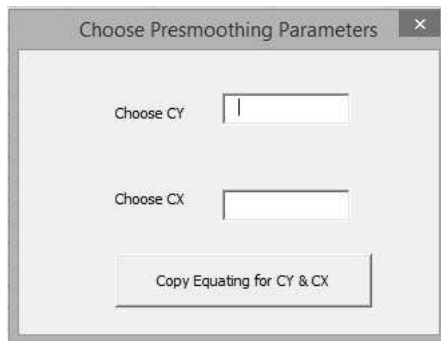 Choose Presmoothing Parameters
Choose CY
Choose CX
Copy Equating for CY & CX